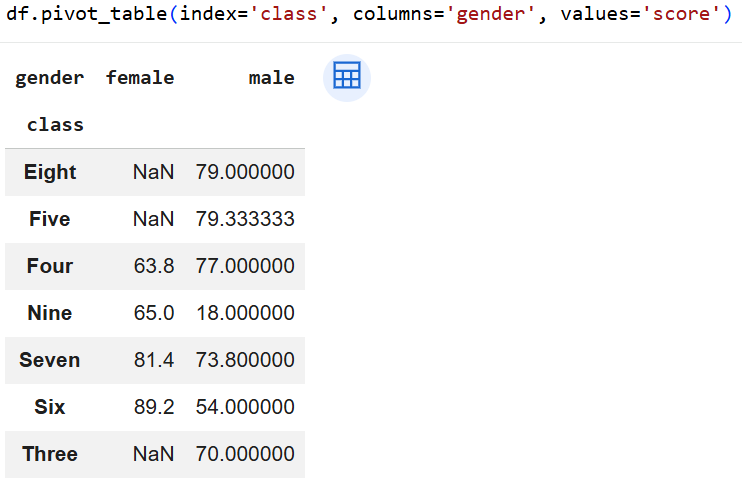 df.pivot_table(index='class', columns='gender', values='score')
gender female male
class
Eight NaN 79.000000
Five NaN 79.333333
Four 63.8 77.000000
Nine 65.0 18.000000
Seven 81.4 73.800000
Six 89.2 54.000000
Three NaN 70.000000